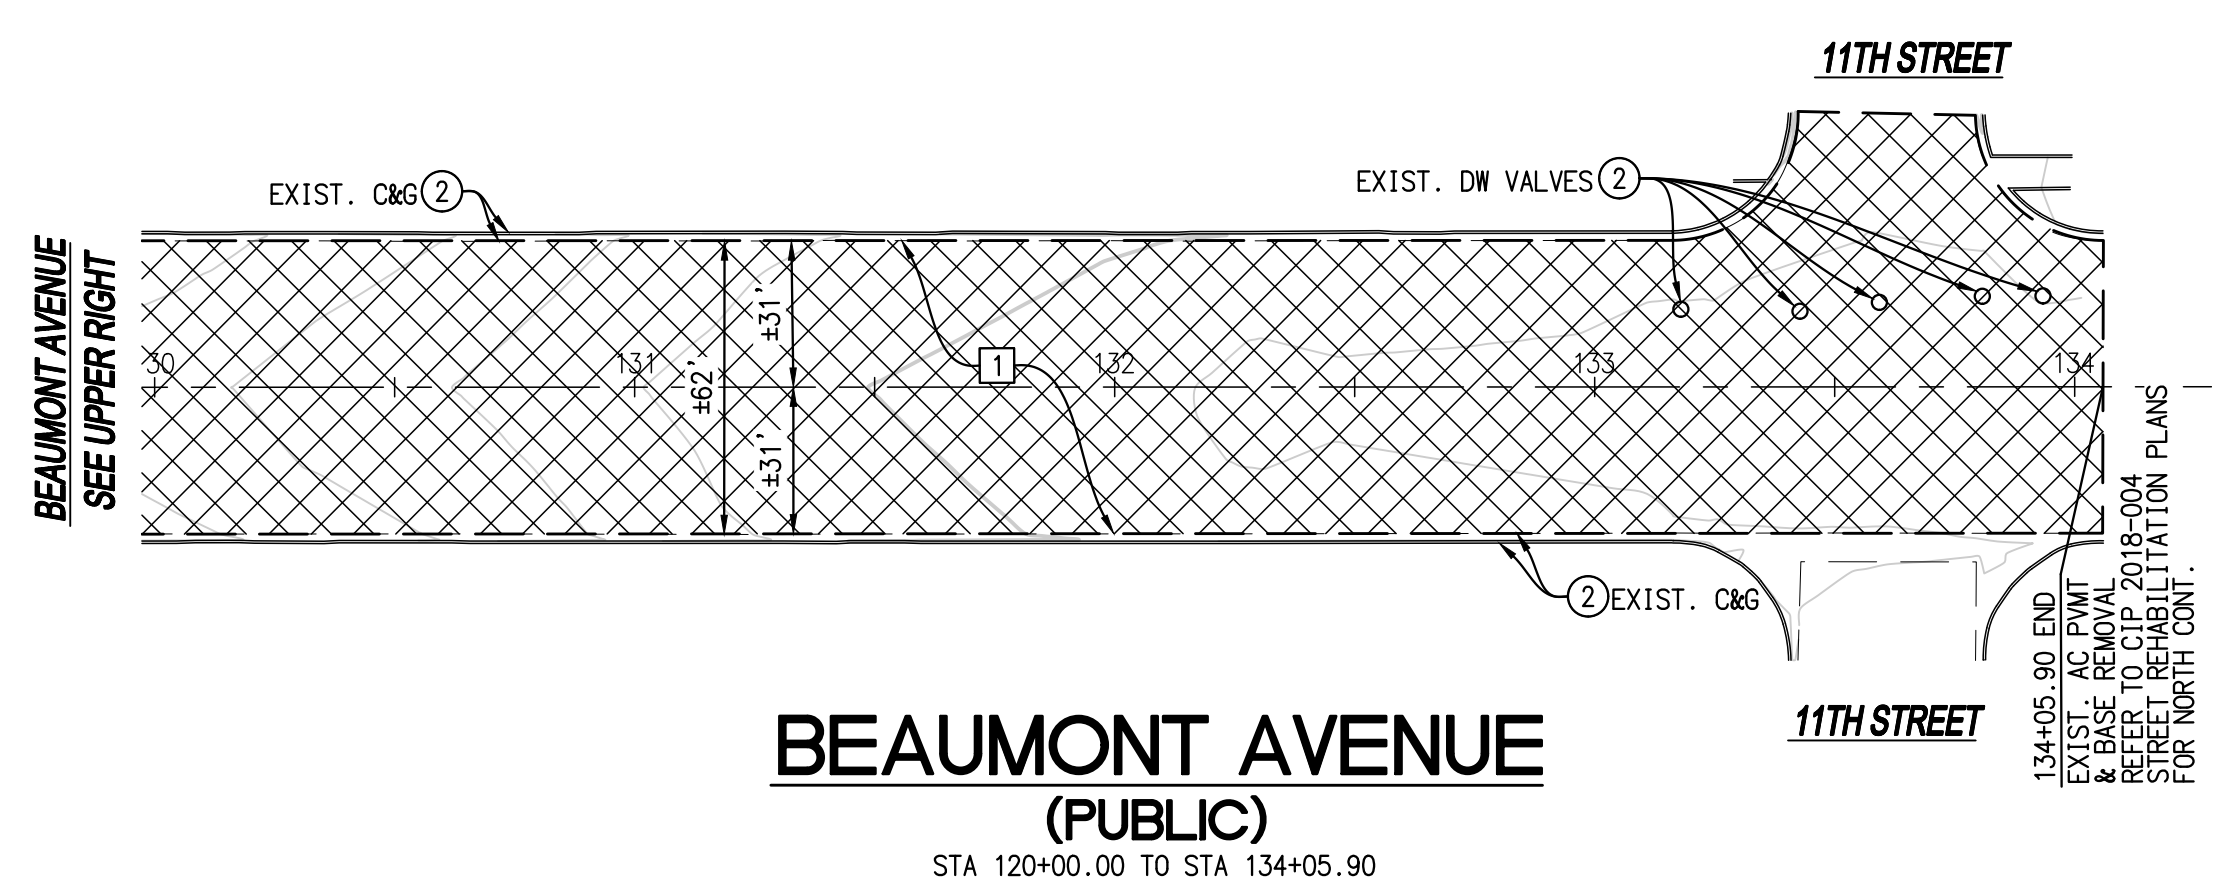 11TH STREET
EXIST. C&G 2
EXIST. DW VALVES 2
BEAUMONT AVENUE
SEE UPPER RIGHT
±31'
±62'
±31'
1
30
131
132
133
134
2 EXIST. C&G
134+05.90 END
EXIST. AC PVMT
& BASE REMOVAL
REFER TO CIP 2018-004
STREET REHABILITATION PLANS
FOR NORTH CONT.
11TH STREET
BEAUMONT AVENUE
(PUBLIC)
STA 120+00.00 TO STA 134+05.90